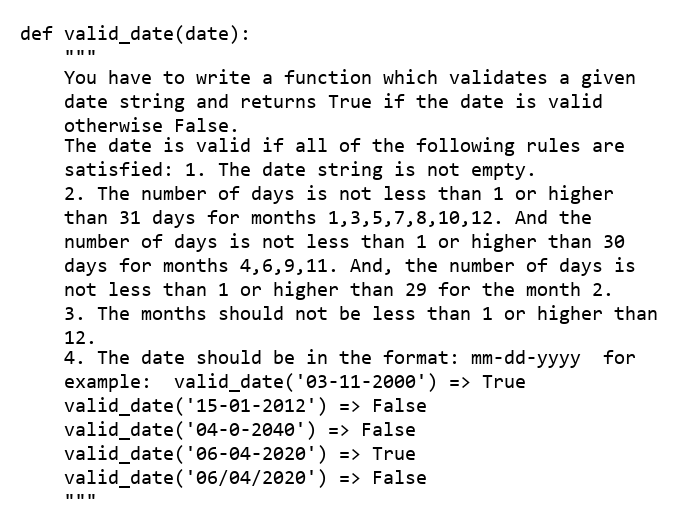 def valid_date(date):
"""
You have to write a function which validates a given
date string and returns True if the date is valid
otherwise False.
The date is valid if all of the following rules are
satisfied: 1. The date string is not empty.
2. The number of days is not less than 1 or higher
than 31 days for months 1,3,5,7,8,10,12. And the
number of days is not less than 1 or higher than 30
days for months 4,6,9,11. And, the number of days is
not less than 1 or higher than 29 for the month 2.
3. The months should not be less than 1 or higher than
12.
4. The date should be in the format: mm-dd-yyyy  for
example:  valid_date('03-11-2000') => True
valid_date('15-01-2012') => False
valid_date('04-0-2040') => False
valid_date('06-04-2020') => True
valid_date('06/04/2020') => False
"""